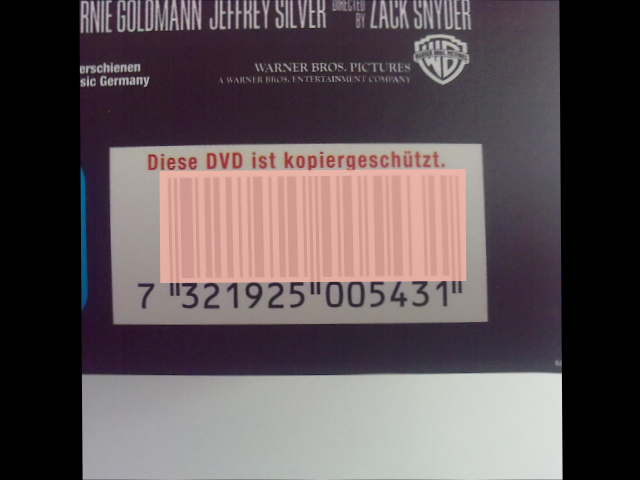 RNIE GOLDMANN JEFFREY SILVER DIRECTED BY ZACK SNYDER
erschienen
sic Germany
WARNER BROS. PICTURES
A WARNER BROS. ENTERTAINMENT COMPANY
WB
Diese DVD ist kopiergeschützt.
7 "321925"005431"